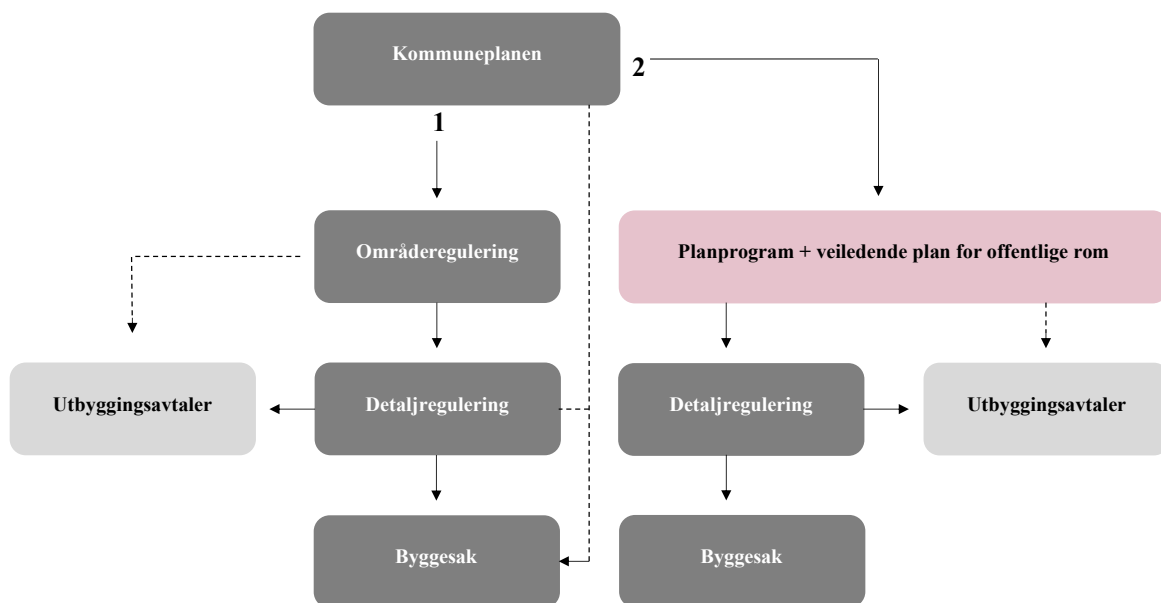 Kommuneplanen
2
1
Områderegulering
Planprogram + veiledende plan for offentlige rom
Utbyggingsavtaler
Detaljregulering
Detaljregulering
Utbyggingsavtaler
Byggesak
Byggesak